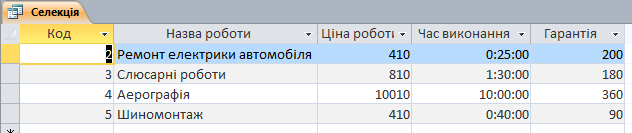 Селекція
Код Назва роботи Ціна роботи Час виконання Гарантія
2 Ремонт електрики автомобіля 410 0:25:00 200
3 Слюсарні роботи 810 1:30:00 180
4 Аерографія 10010 10:00:00 360
5 Шиномонтаж 410 0:40:00 90